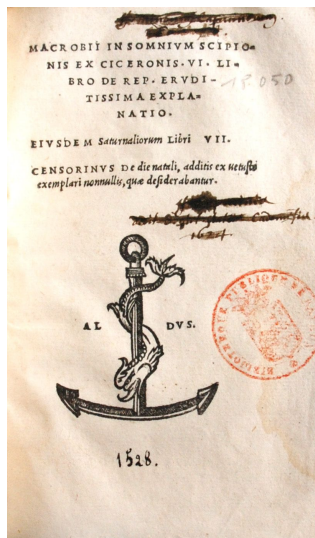 MACROBII IN SOMNIVM SCIPIO-
NIS EX CICERONIS. VI. LI-
BRO DE REP. ERVDI-
TISSIMA EXPLA-
NATIO.
EIVSDEM Saturnaliorum Libri VII.
CENSORINVS De die natali, additis ex uetusto
exemplari nonnullis, quæ desiderabantur.
AL DVS.
1528.